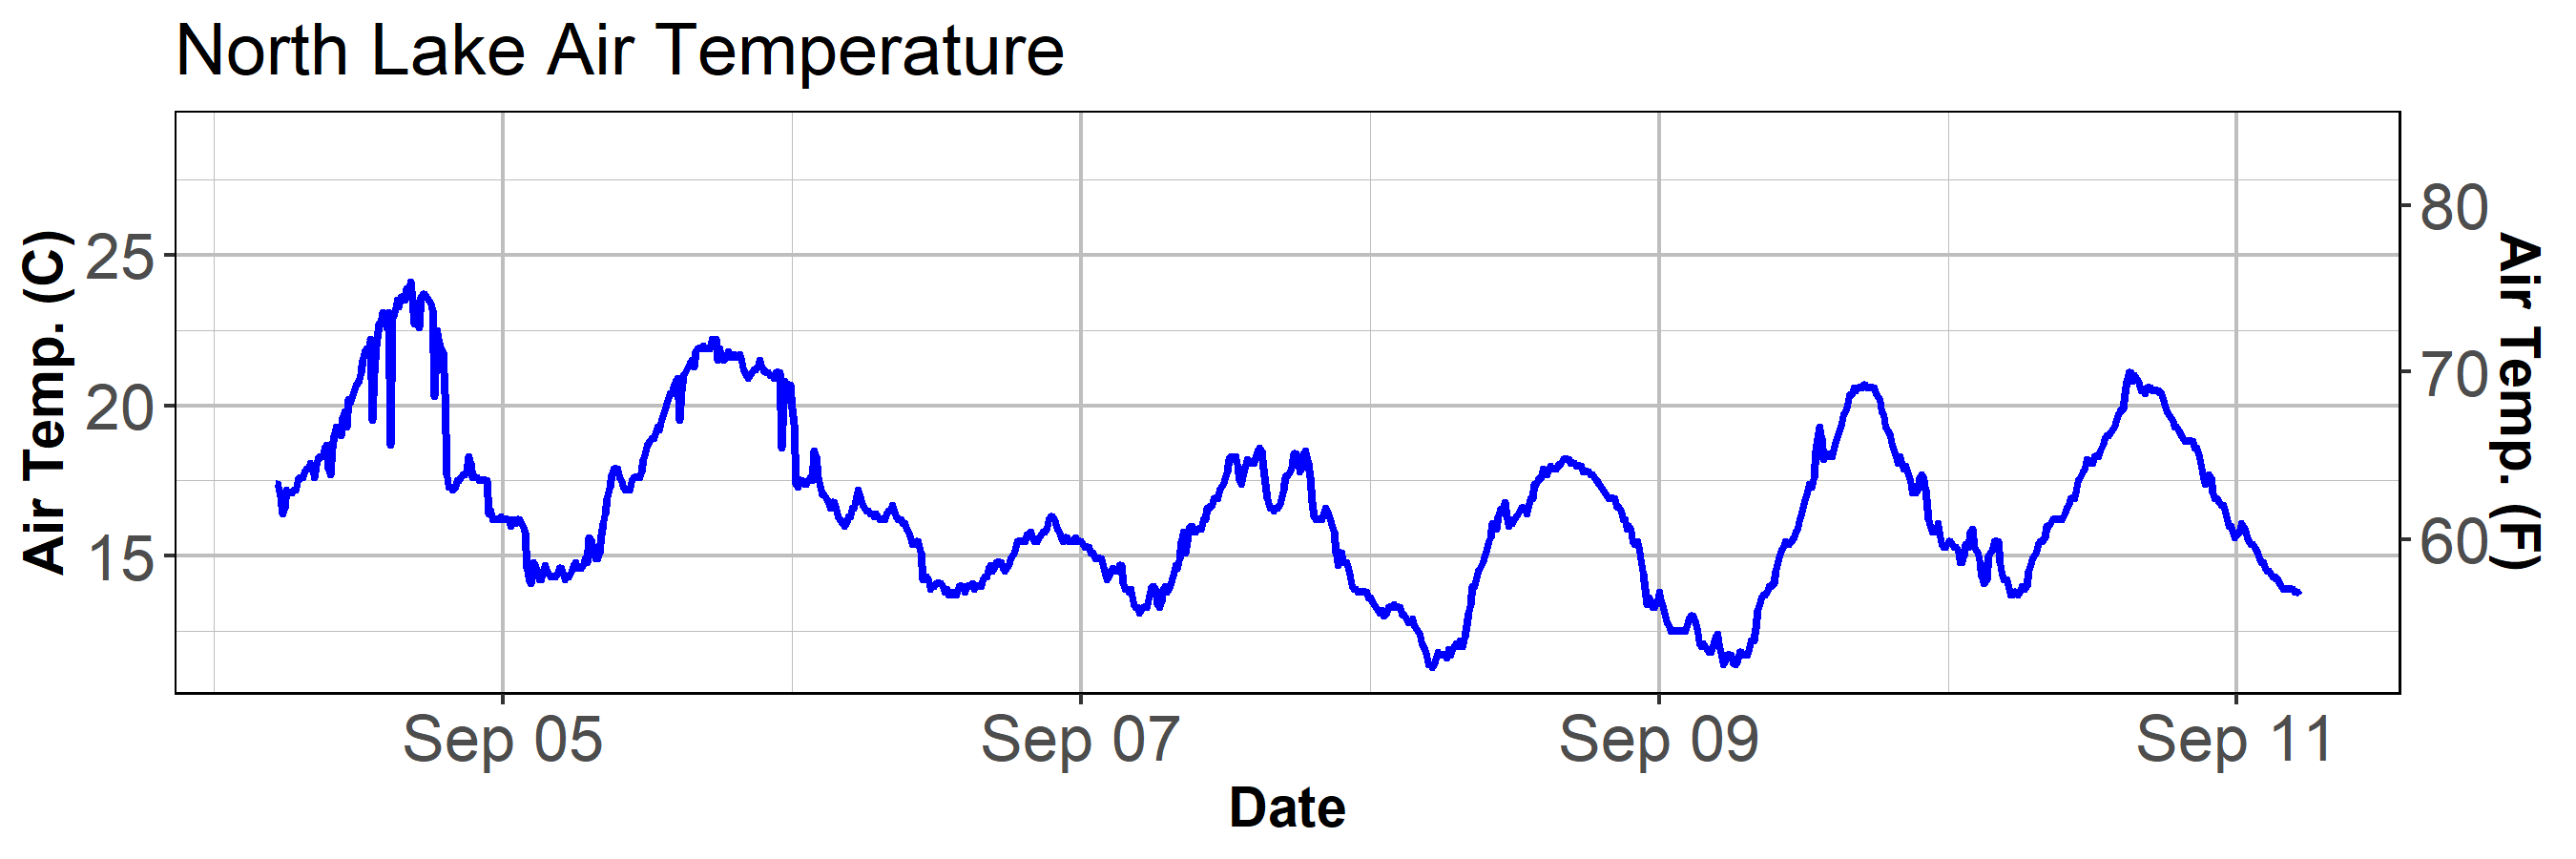 North Lake Air Temperature
Air Temp. (C)
25
20
15
80
70
60
Air Temp. (F)
Sep 05
Sep 07
Sep 09
Sep 11
Date